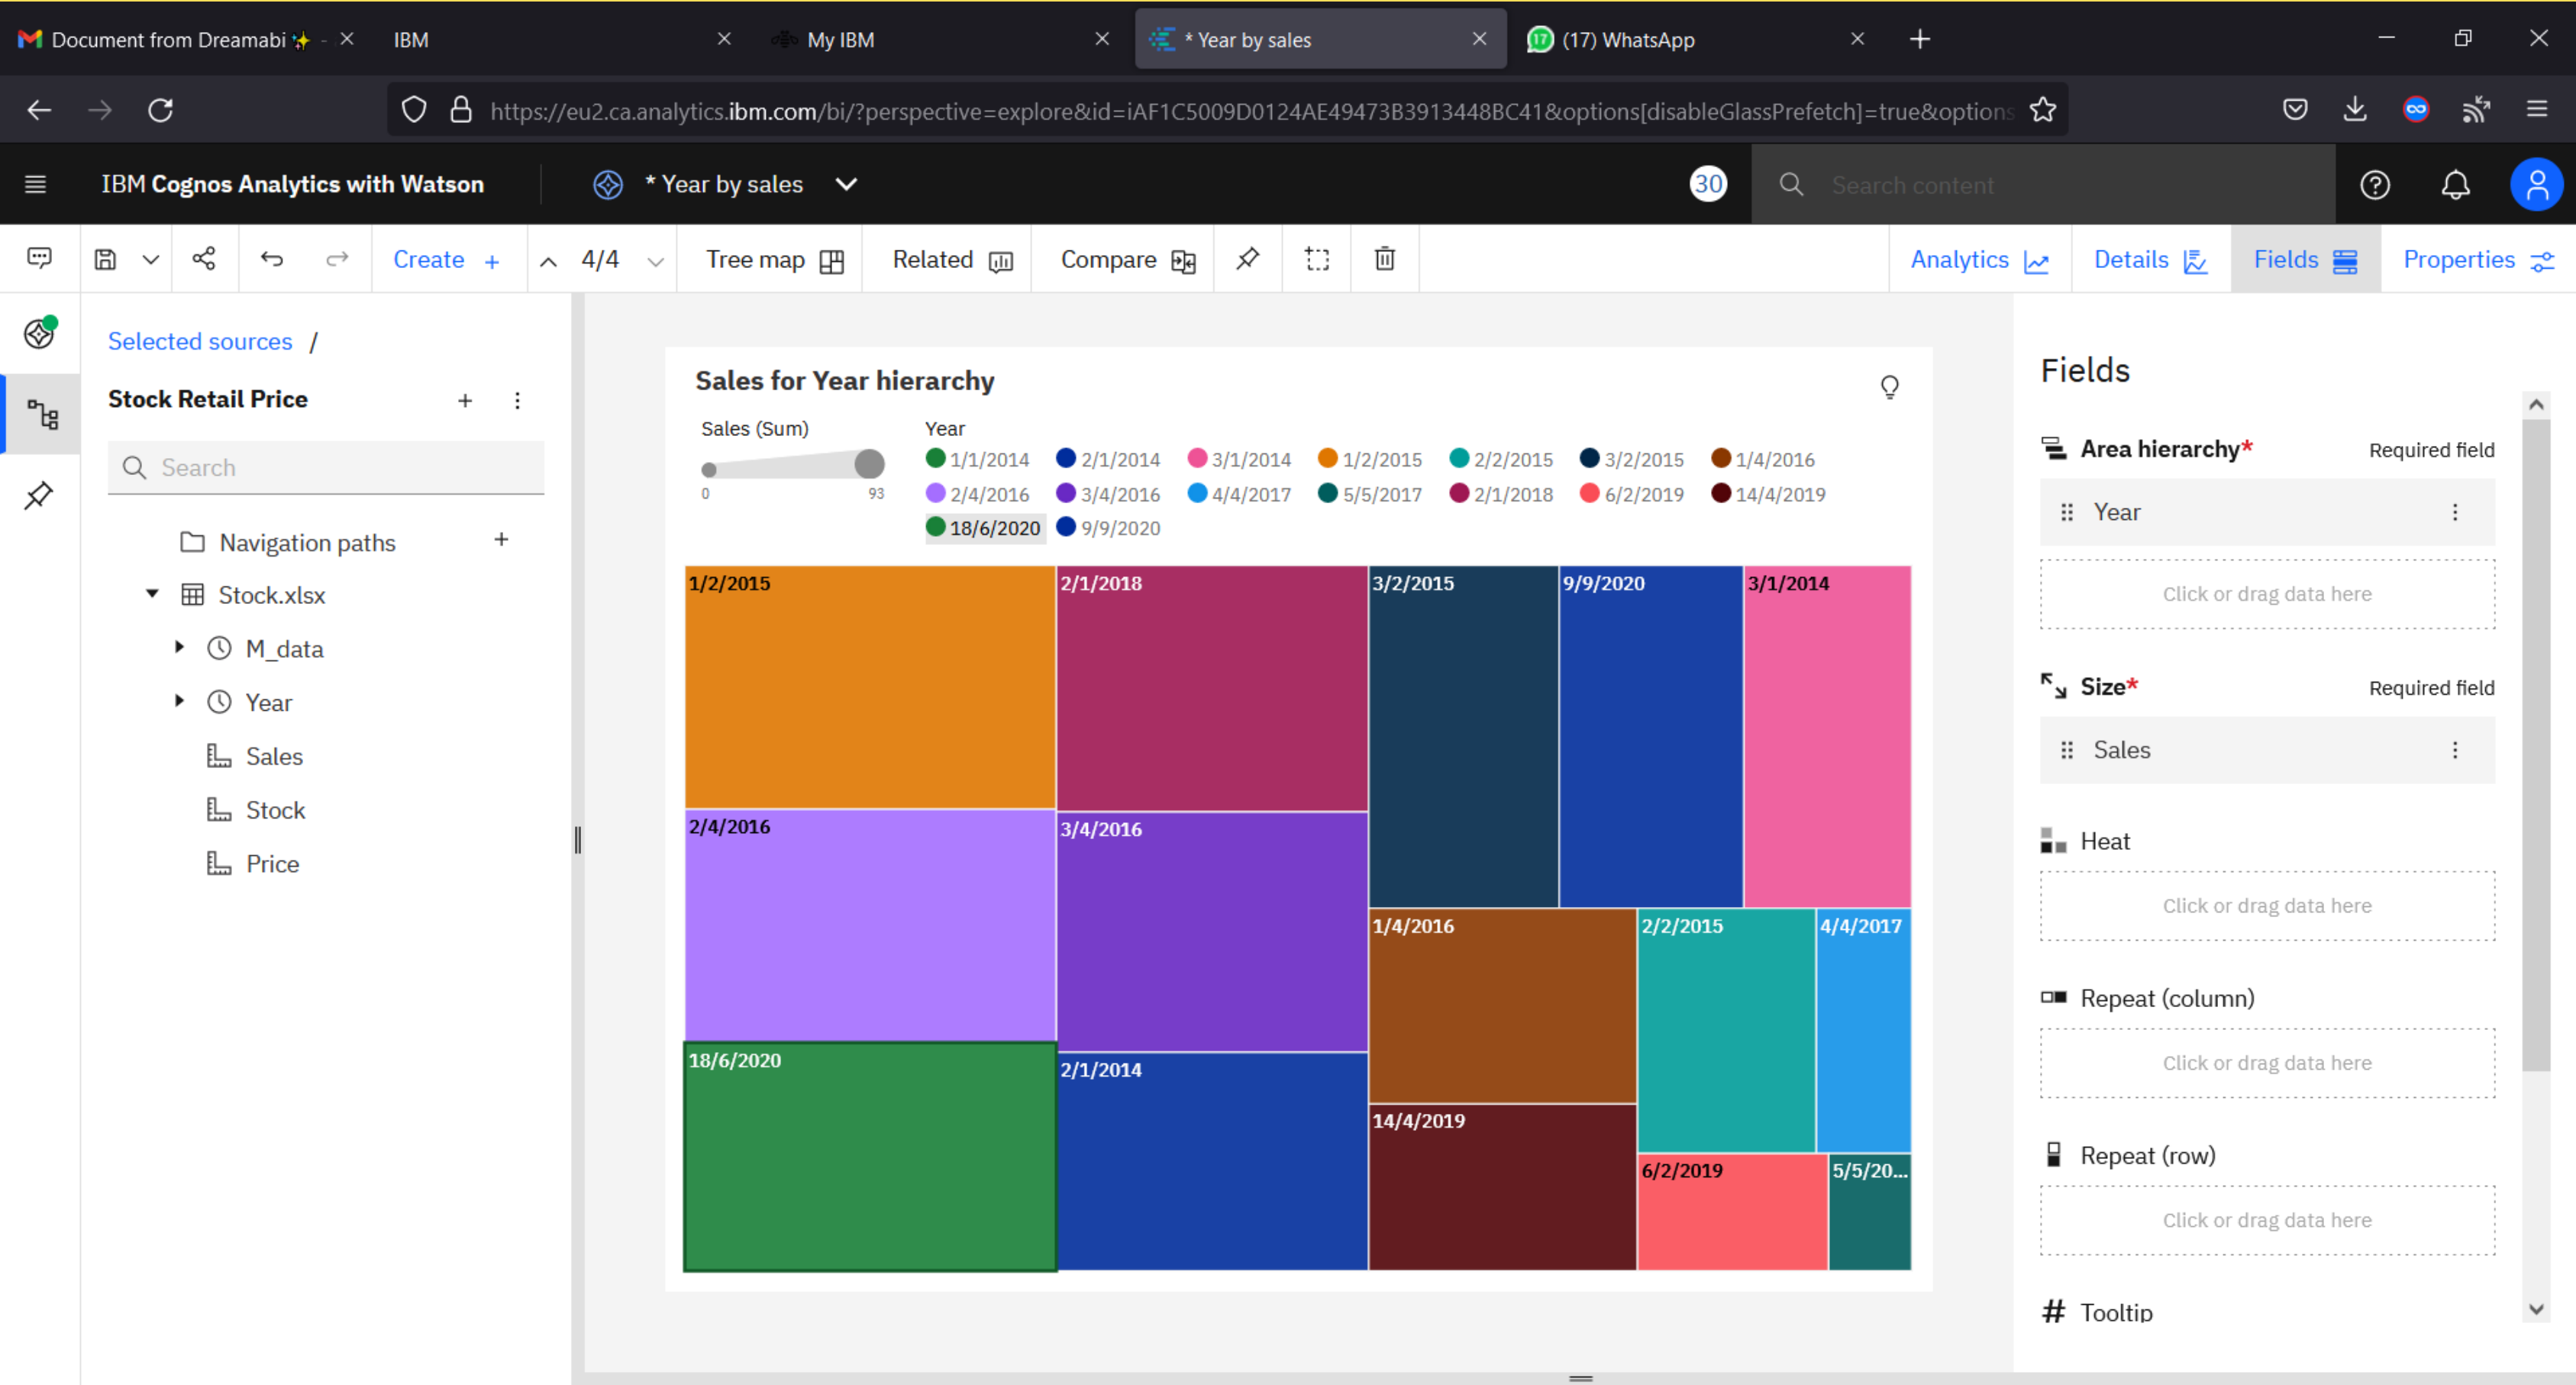 Document from Dreamabi ✨ - IBM My IBM * Year by sales (17) WhatsApp
https://eu2.ca.analytics.ibm.com/bi/?perspective=explore&id=iAF1C5009D0124AE49473B3913448BC41&options[disableGlassPrefetch]=true&options
IBM Cognos Analytics with Watson * Year by sales 30 Search content
Create + 4/4 Tree map Related Compare Analytics Details Fields Properties
Selected sources /
Stock Retail Price
Search
Navigation paths
Stock.xlsx
M_data
Year
Sales
Stock
Price
Sales for Year hierarchy
Sales (Sum)
0 93
Year
1/1/2014 2/1/2014 3/1/2014 1/2/2015 2/2/2015 3/2/2015 1/4/2016
2/4/2016 3/4/2016 4/4/2017 5/5/2017 2/1/2018 6/2/2019 14/4/2019
18/6/2020 9/9/2020
1/2/2015 2/1/2018 3/2/2015 9/9/2020 3/1/2014
2/4/2016 3/4/2016
1/4/2016 2/2/2015 4/4/2017
18/6/2020 2/1/2014
14/4/2019
6/2/2019 5/5/20...
Fields
Area hierarchy* Required field
Year
Click or drag data here
Size* Required field
Sales
Heat
Click or drag data here
Repeat (column)
Click or drag data here
Repeat (row)
Click or drag data here
# Tooltip